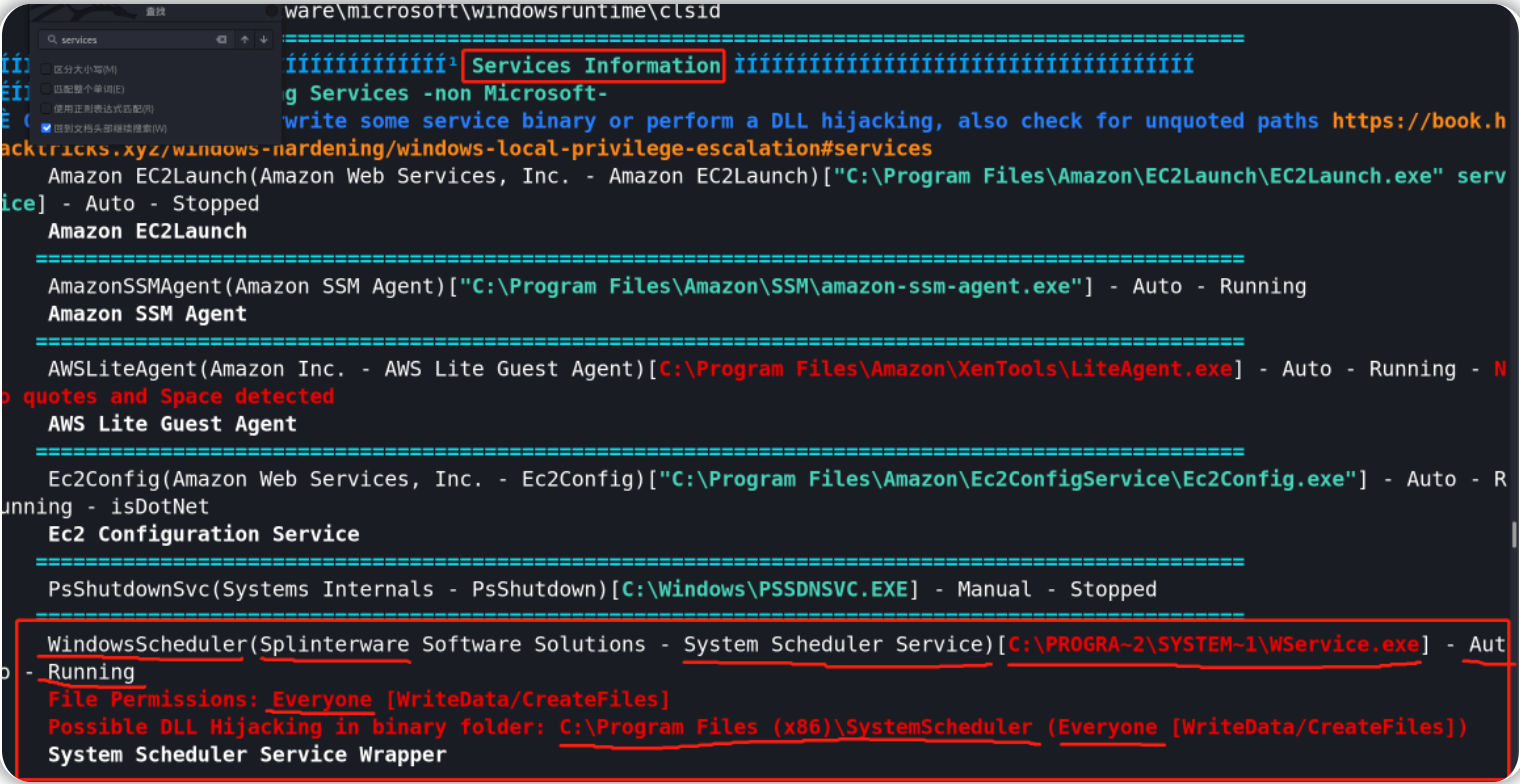 查找
ware\microsoft\windowsruntime\clsid
services
================================================================================
区分大小写(M)
ÍÍÍÍÍÍÍÍÍÍÍÍÍ¹ Services Information ÌÍÍÍÍÍÍÍÍÍÍÍÍÍÍÍÍÍÍÍÍÍÍÍÍÍÍÍÍÍÍÍÍÍÍÍÍ
匹配整个单词(E)
g Services -non Microsoft-
使用正则表达式匹配(R)
write some service binary or perform a DLL hijacking, also check for unquoted paths https://book.h
回到文档头部继续搜索(W)
acktricks.xyz/windows-hardening/windows-local-privilege-escalation#services
Amazon EC2Launch(Amazon Web Services, Inc. - Amazon EC2Launch)["C:\Program Files\Amazon\EC2Launch\EC2Launch.exe" serv
ice] - Auto - Stopped
Amazon EC2Launch
=================================================================================================
AmazonSSMAgent(Amazon SSM Agent)["C:\Program Files\Amazon\SSM\amazon-ssm-agent.exe"] - Auto - Running
Amazon SSM Agent
=================================================================================================
AWSLiteAgent(Amazon Inc. - AWS Lite Guest Agent)[C:\Program Files\Amazon\XenTools\LiteAgent.exe] - Auto - Running - N
o quotes and Space detected
AWS Lite Guest Agent
=================================================================================================
Ec2Config(Amazon Web Services, Inc. - Ec2Config)["C:\Program Files\Amazon\Ec2ConfigService\Ec2Config.exe"] - Auto - R
unning - isDotNet
Ec2 Configuration Service
=================================================================================================
PsShutdownSvc(Systems Internals - PsShutdown)[C:\Windows\PSSDNSVC.EXE] - Manual - Stopped
=================================================================================================
WindowsScheduler(Splinterware Software Solutions - System Scheduler Service)[C:\PROGRA~2\SYSTEM~1\WService.exe] - Aut
o - Running
File Permissions: Everyone [WriteData/CreateFiles]
Possible DLL Hijacking in binary folder: C:\Program Files (x86)\SystemScheduler (Everyone [WriteData/CreateFiles])
System Scheduler Service Wrapper